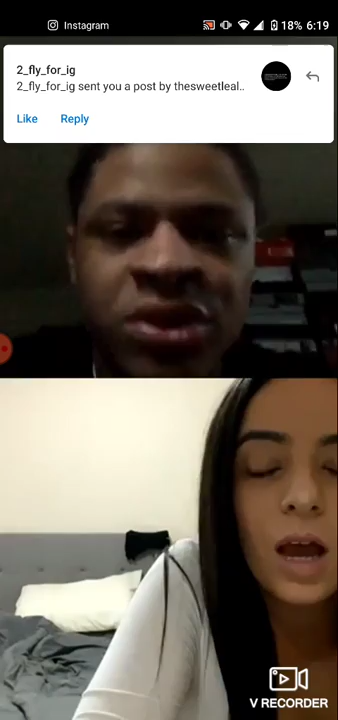 Instagram 18% 6:19
2_fly_for_ig
2_fly_for_ig sent you a post by thesweetleal..
Like Reply
V RECORDER